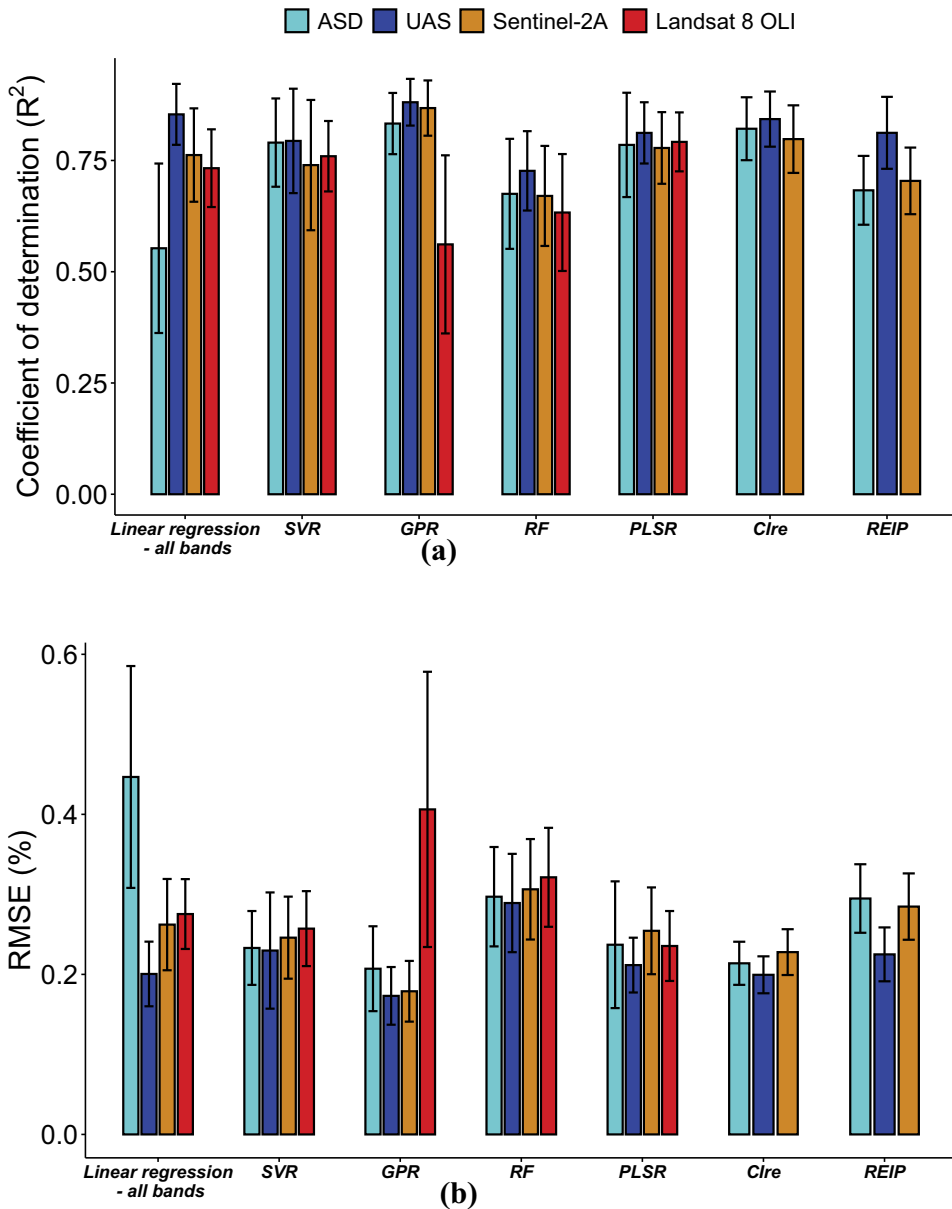 ASD UAS Sentinel-2A Landsat 8 OLI
Coefficient of determination (R²)
0.75
0.50
0.25
0.00
Linear regression
- all bands
SVR
GPR
RF
PLSR
CIre
REIP
(a)
RMSE (%)
0.6
0.4
0.2
0.0
Linear regression
- all bands
SVR
GPR
RF
PLSR
CIre
REIP
(b)